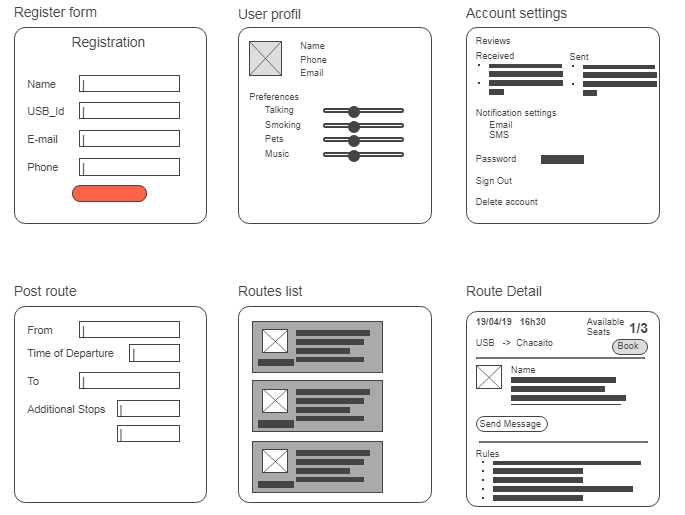 Register form
Registration
Name
USB_Id
E-mail
Phone
User profil
Name
Phone
Email
Preferences
Talking
Smoking
Pets
Music
Account settings
Reviews
Received
Sent
Notification settings
Email
SMS
Password
Sign Out
Delete account
Post route
From
Time of Departure
To
Additional Stops
Routes list
Route Detail
19/04/19 16h30
Available
Seats 1/3
USB -> Chacaito
Book
Name
Send Message
Rules